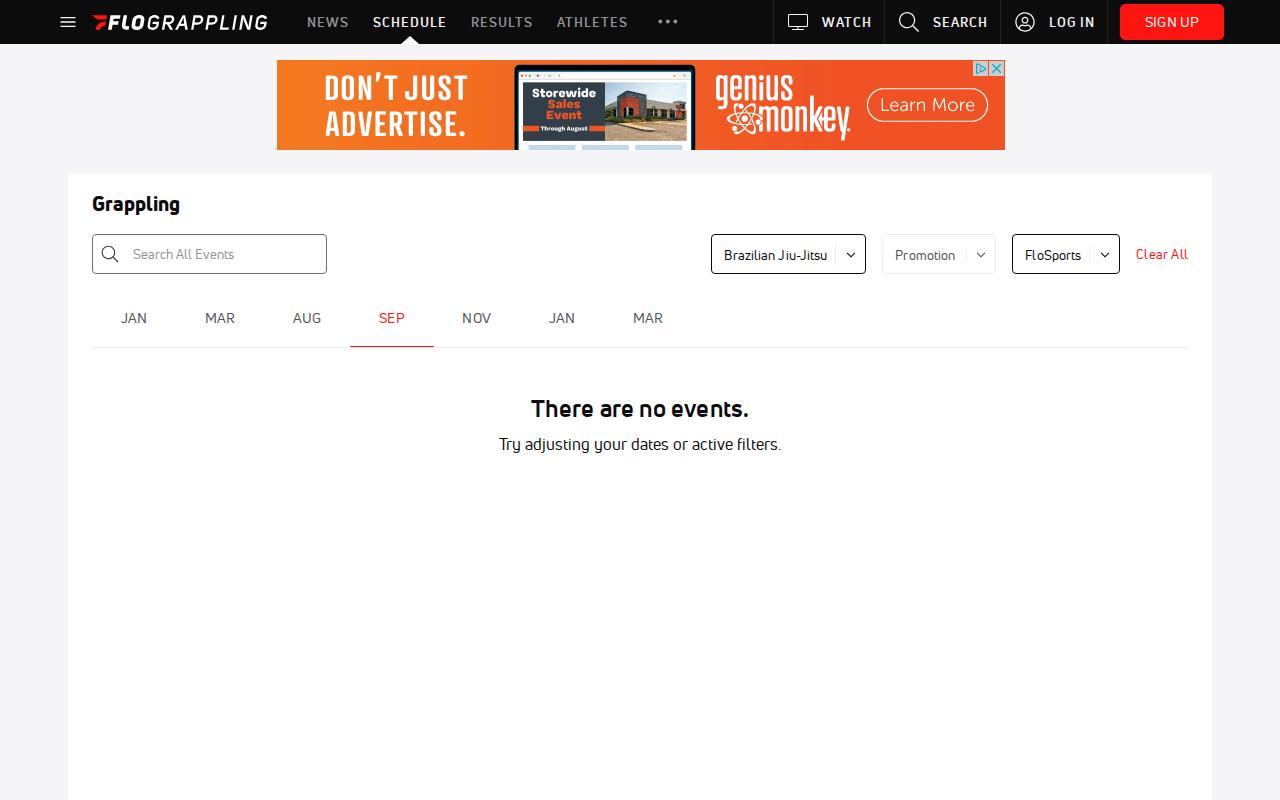 FLOGRAPPLING NEWS SCHEDULE RESULTS ATHLETES WATCH SEARCH LOG IN SIGN UP
DON'T JUST
ADVERTISE.
Storewide
Sales
Event
Through August
genius
monkey.
Learn More
Grappling
Search All Events
Brazilian Jiu-Jitsu
Promotion
FloSports
Clear All
JAN MAR AUG SEP NOV JAN MAR
There are no events.
Try adjusting your dates or active filters.